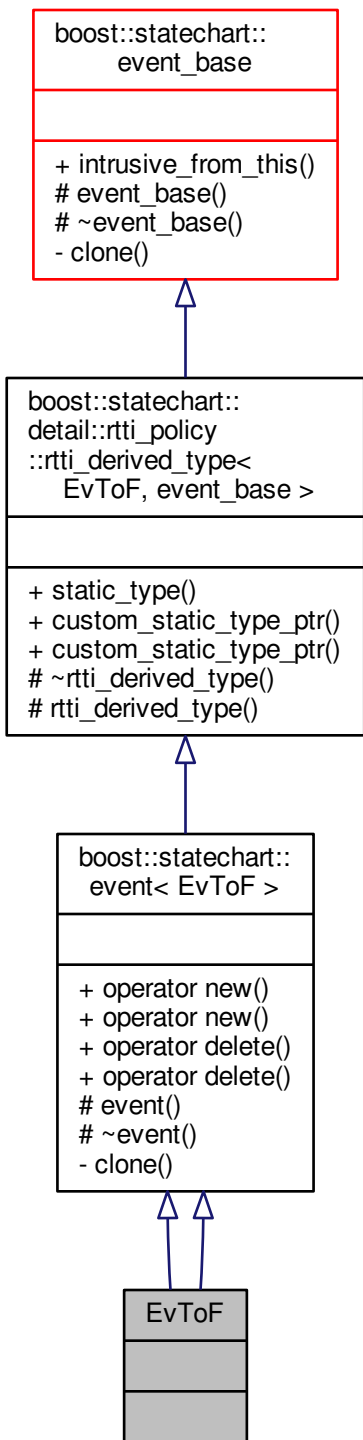 boost::statechart::
event_base
+ intrusive_from_this()
# event_base()
# ~event_base()
- clone()
boost::statechart::
detail::rtti_policy
::rtti_derived_type<
EvToF, event_base >
+ static_type()
+ custom_static_type_ptr()
+ custom_static_type_ptr()
# ~rtti_derived_type()
# rtti_derived_type()
boost::statechart::
event< EvToF >
+ operator new()
+ operator new()
+ operator delete()
+ operator delete()
# event()
# ~event()
- clone()
EvToF